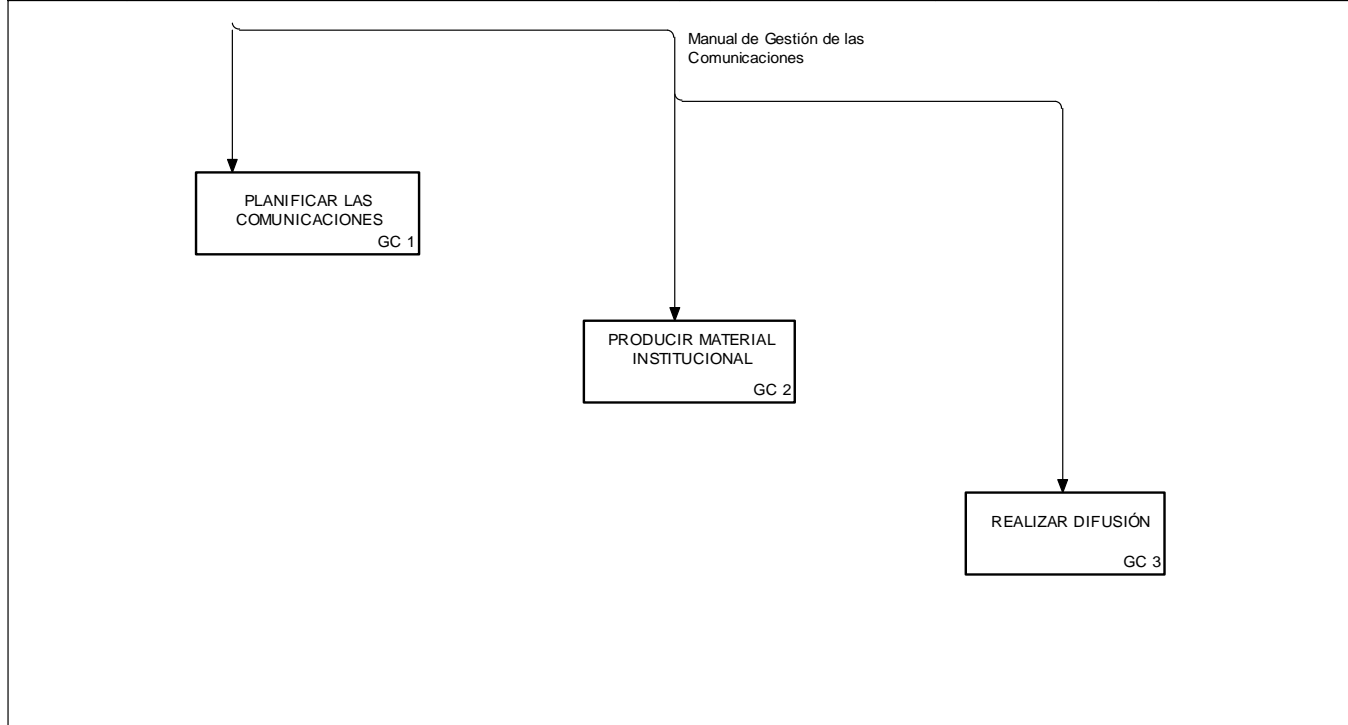 Manual de Gestión de las
Comunicaciones
PLANIFICAR LAS
COMUNICACIONES
GC 1
PRODUCIR MATERIAL
INSTITUCIONAL
GC 2
REALIZAR DIFUSIÓN
GC 3